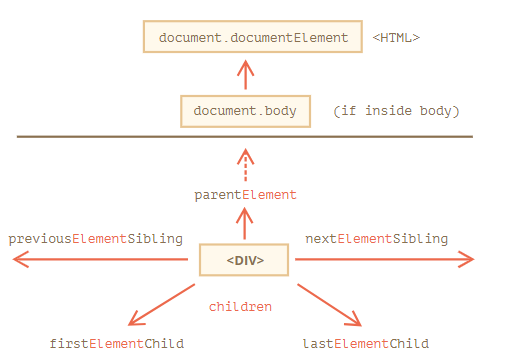 document.documentElement <HTML>
document.body (if inside body)
parentElement
previousElementSibling nextElementSibling
<DIV>
children
firstElementChild lastElementChild